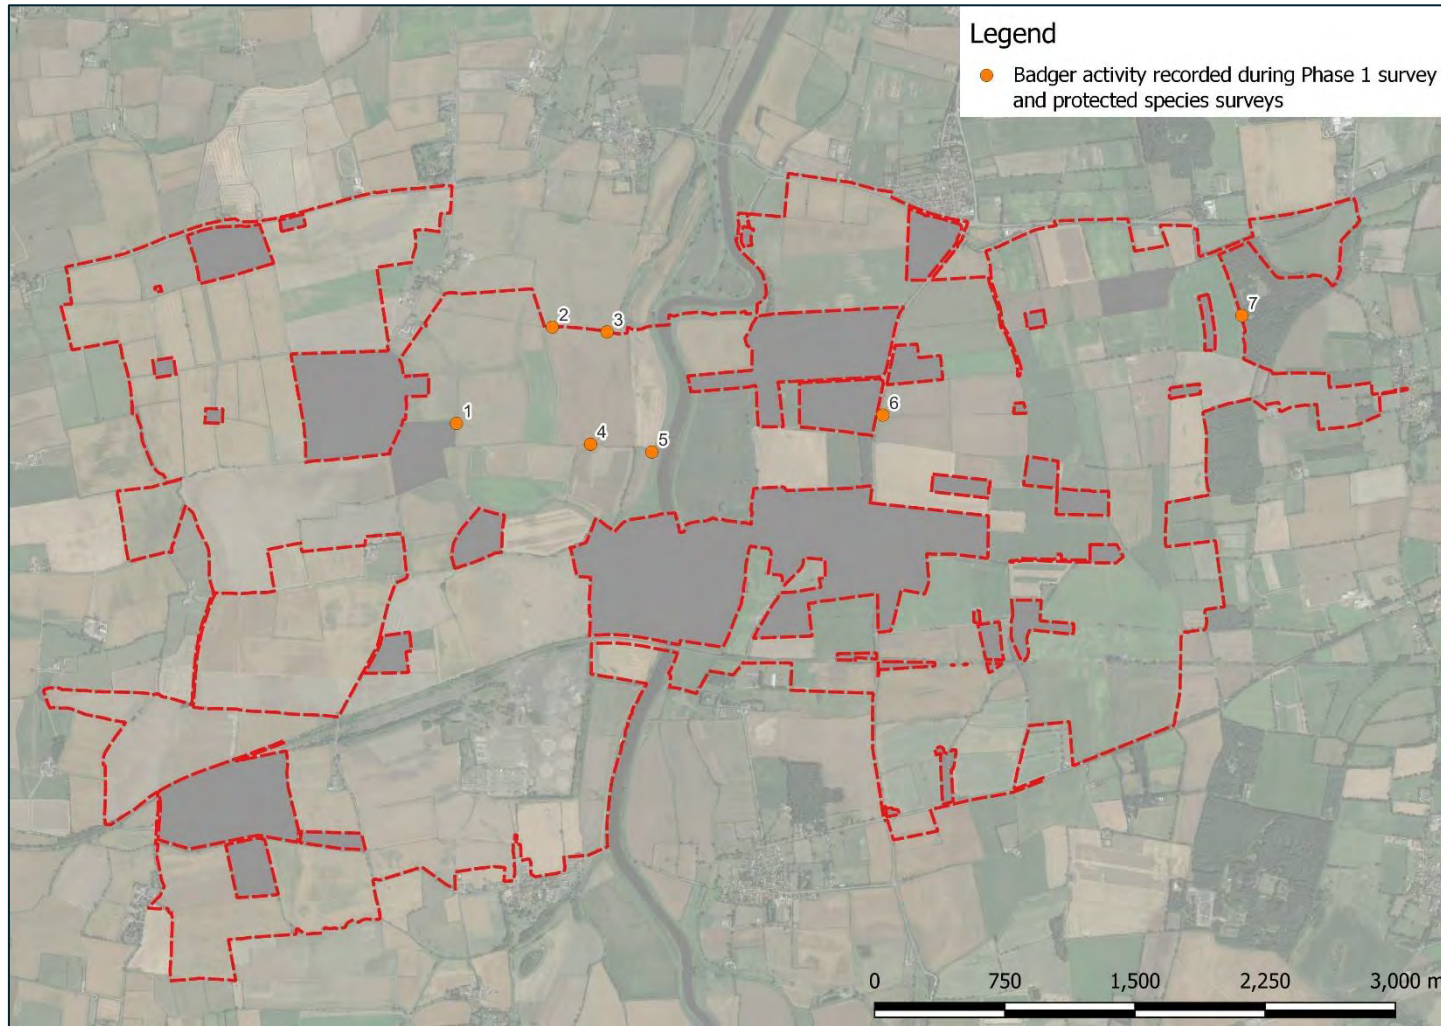 Legend
Badger activity recorded during Phase 1 survey
and protected species surveys
2
3
7
1
6
4
5
0
750
1,500
2,250
3,000 m